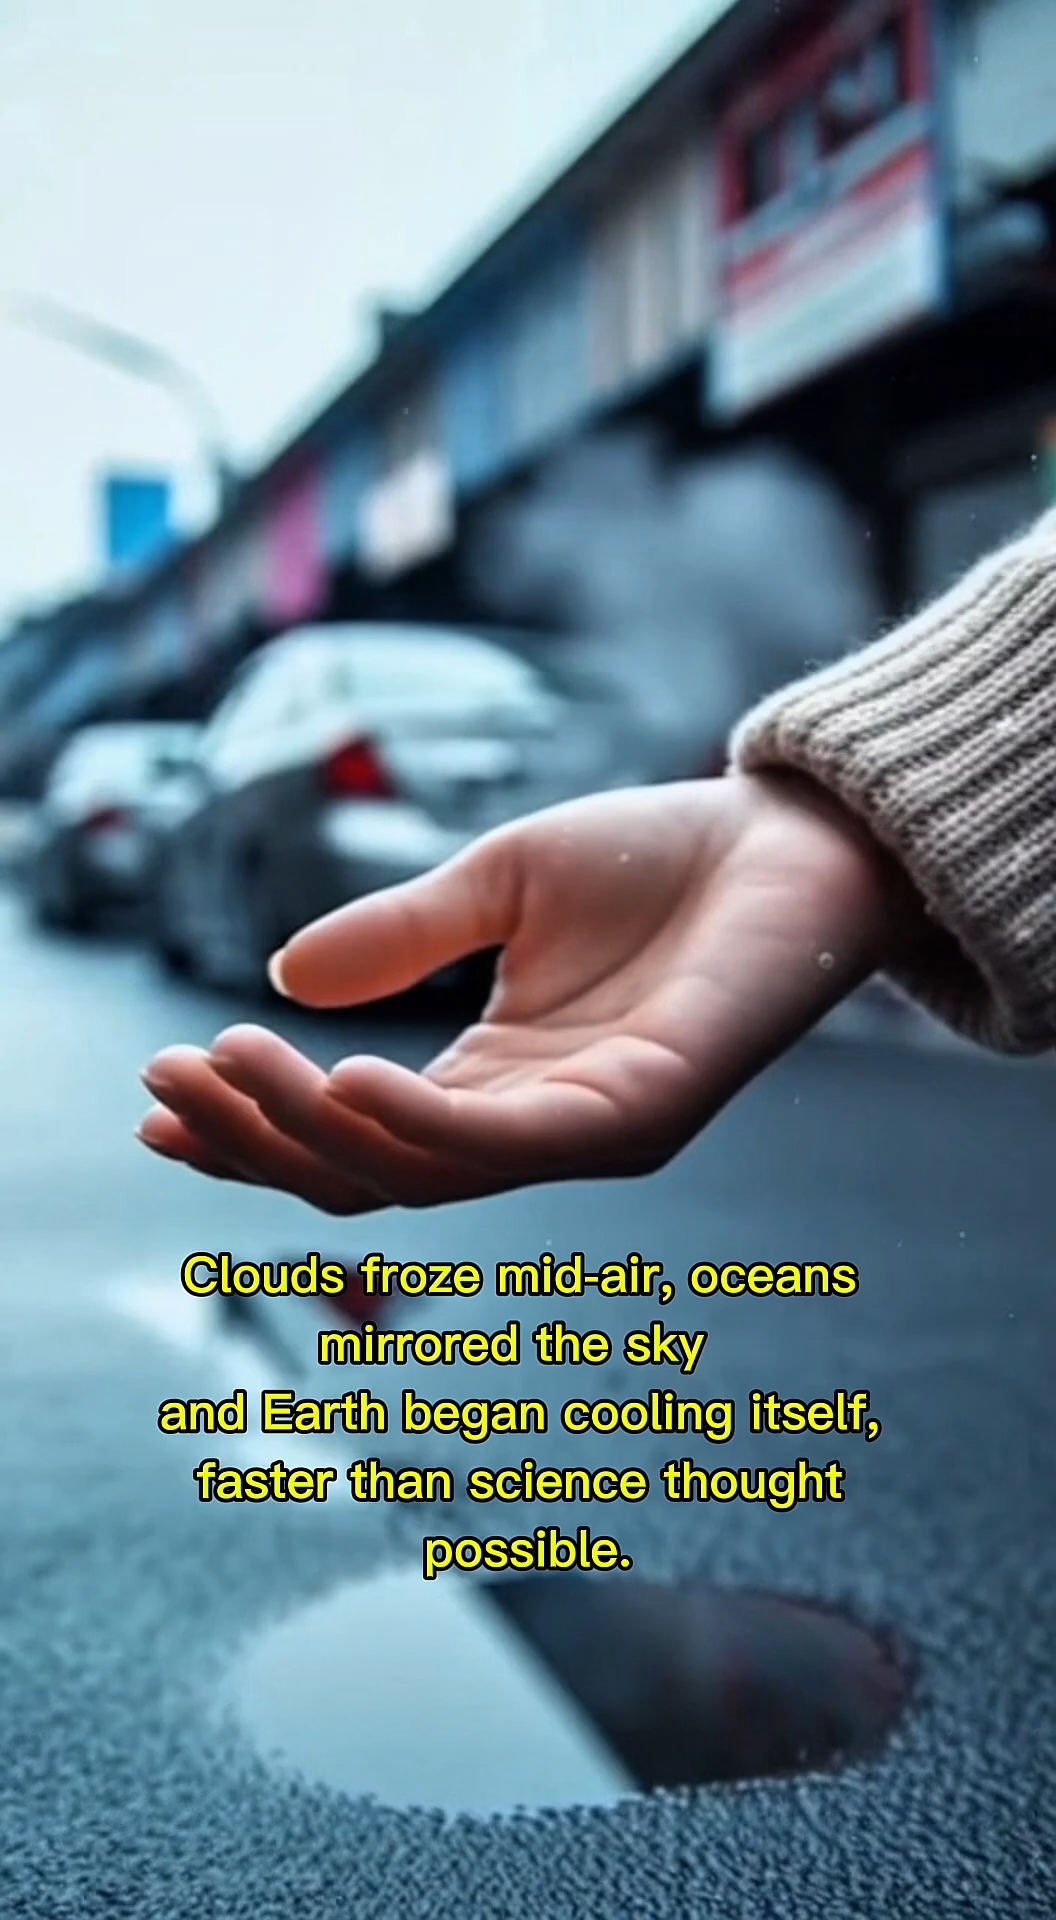 Clouds froze mid-air, oceans
mirrored the sky
and Earth began cooling itself,
faster than science thought
possible.